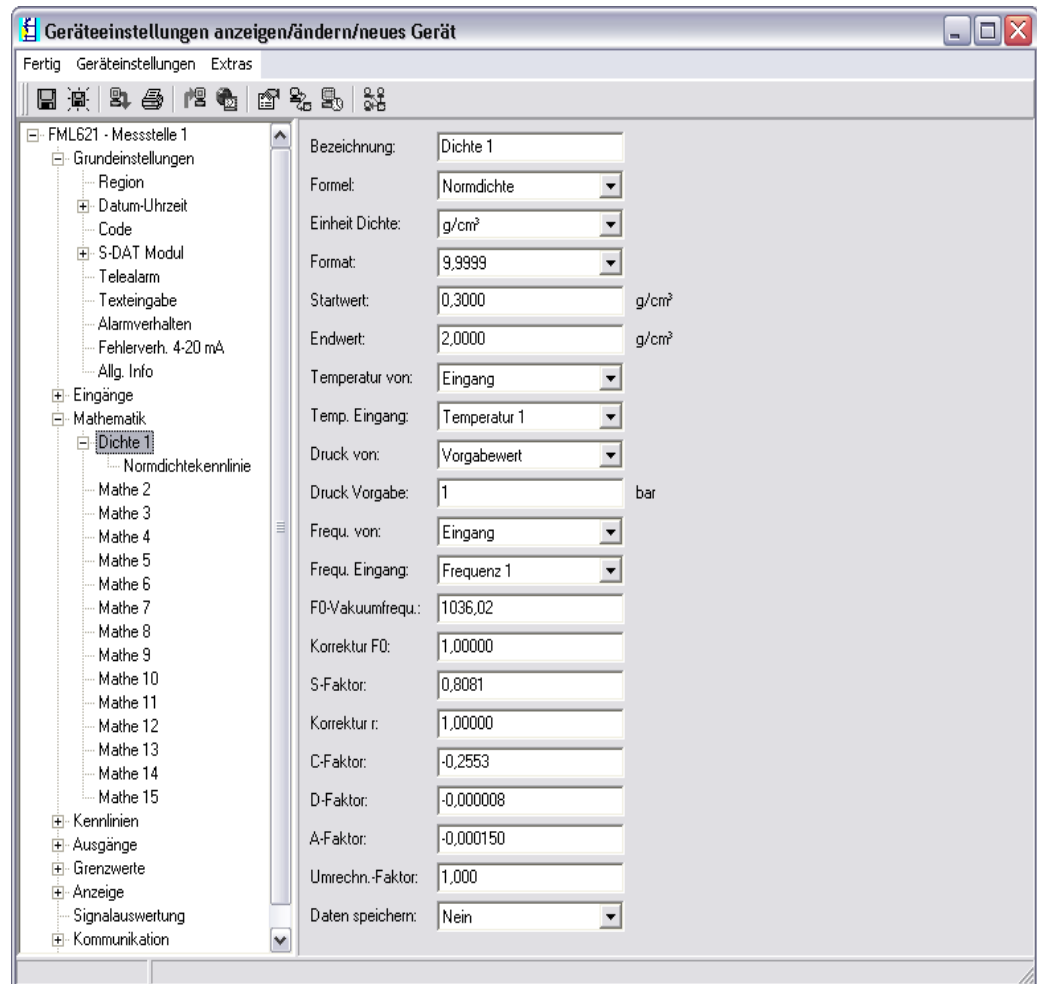 Geräteeinstellungen anzeigen/ändern/neues Gerät
Fertig Geräteinstellungen Extras
FML621 - Messstelle 1
Grundeinstellungen
Region
Datum-Uhrzeit
Code
S-DAT Modul
Telealarm
Texteingabe
Alarmverhalten
Fehlerverh. 4-20 mA
Allg. Info
Eingänge
Mathematik
Dichte 1
Normdichtekennlinie
Mathe 2
Mathe 3
Mathe 4
Mathe 5
Mathe 6
Mathe 7
Mathe 8
Mathe 9
Mathe 10
Mathe 11
Mathe 12
Mathe 13
Mathe 14
Mathe 15
Kennlinien
Ausgänge
Grenzwerte
Anzeige
Signalauswertung
Kommunikation
Bezeichnung: Dichte 1
Formel: Normdichte
Einheit Dichte: g/cm³
Format: 9,9999
Startwert: 0,3000 g/cm³
Endwert: 2,0000 g/cm³
Temperatur von: Eingang
Temp. Eingang: Temperatur 1
Druck von: Vorgabewert
Druck Vorgabe: 1 bar
Frequ. von: Eingang
Frequ. Eingang: Frequenz 1
F0-Vakuumfrequ.: 1036,02
Korrektur F0: 1,00000
S-Faktor: 0,8081
Korrektur r: 1,00000
C-Faktor: -0,2553
D-Faktor: -0,000008
A-Faktor: -0,000150
Umrechn.-Faktor: 1,000
Daten speichern: Nein